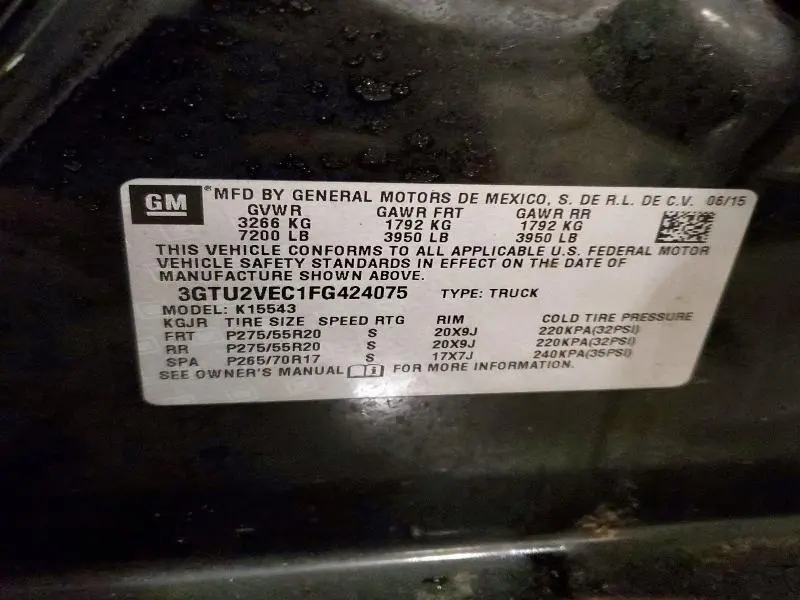 GM ®MFD BY GENERAL MOTORS DE MEXICO, S. DE R.L. DE C.V. 06/15
GVWR GAWR FRT GAWR RR
3266 KG 1792 KG 1792 KG
7200 LB 3950 LB 3950 LB
THIS VEHICLE CONFORMS TO ALL APPLICABLE U.S. FEDERAL MOTOR
VEHICLE SAFETY STANDARDS IN EFFECT ON THE DATE OF
MANUFACTURE SHOWN ABOVE.
3GTU2VEC1FG424075 TYPE: TRUCK
MODEL: K15543
KGJR TIRE SIZE SPEED RTG RIM COLD TIRE PRESSURE
FRT P275/55R20 S 20X9J 220KPA(32PSI)
RR P275/55R20 S 20X9J 220KPA(32PSI)
SPA P265/70R17 S 17X7J 240KPA(35PSI)
SEE OWNER'S MANUAL i FOR MORE INFORMATION.